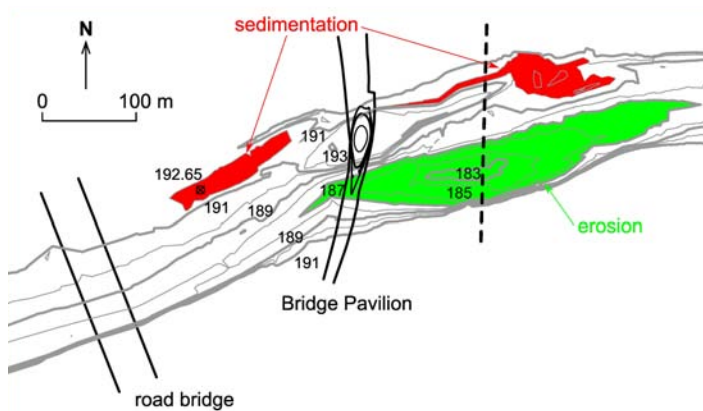 sedimentation
N
0 100 m
191
193
192.65
191
189
187
183
185
189
191
erosion
Bridge Pavilion
road bridge